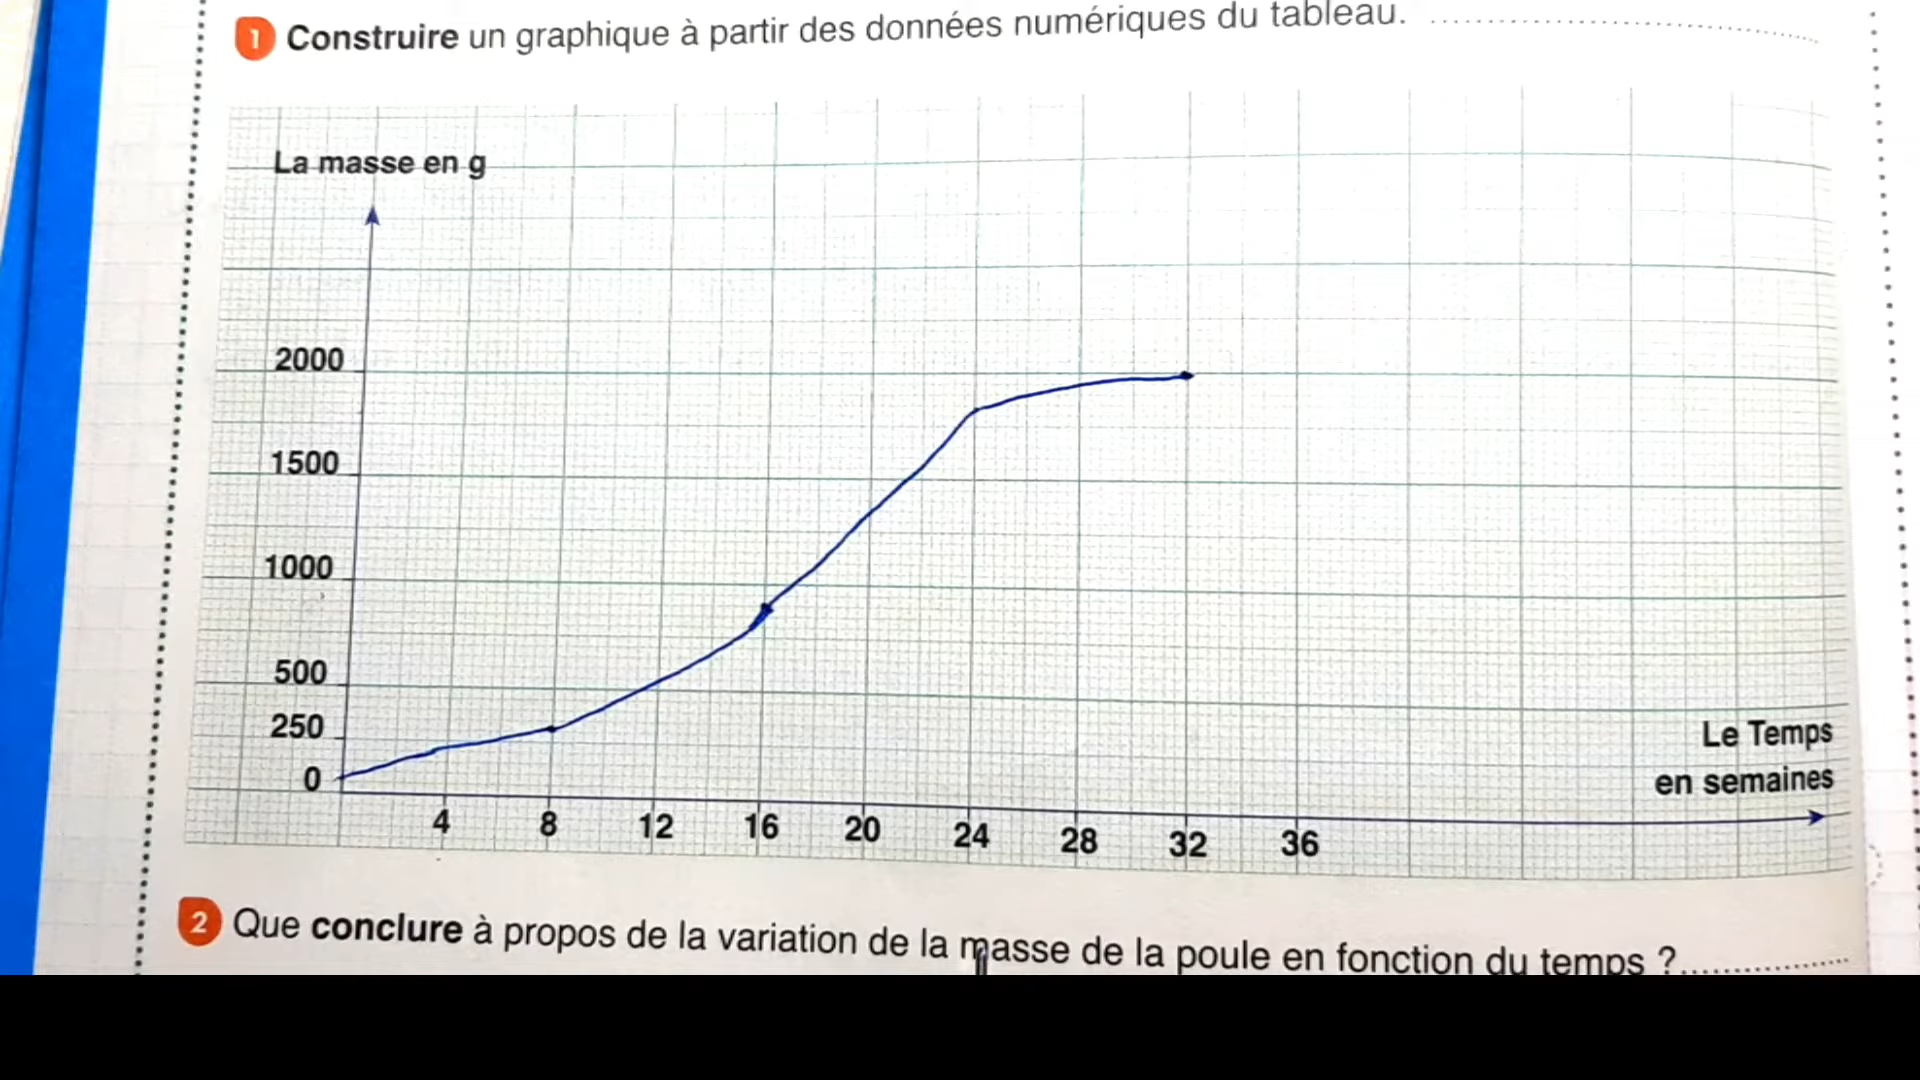 1 Construire un graphique à partir des données numériques du tableau.
La masse en g
2000
1500
1000
500
250
0
4 8 12 16 20 24 28 32 36
Le Temps
en semaines
2 Que conclure à propos de la variation de la masse de la poule en fonction du temps ?